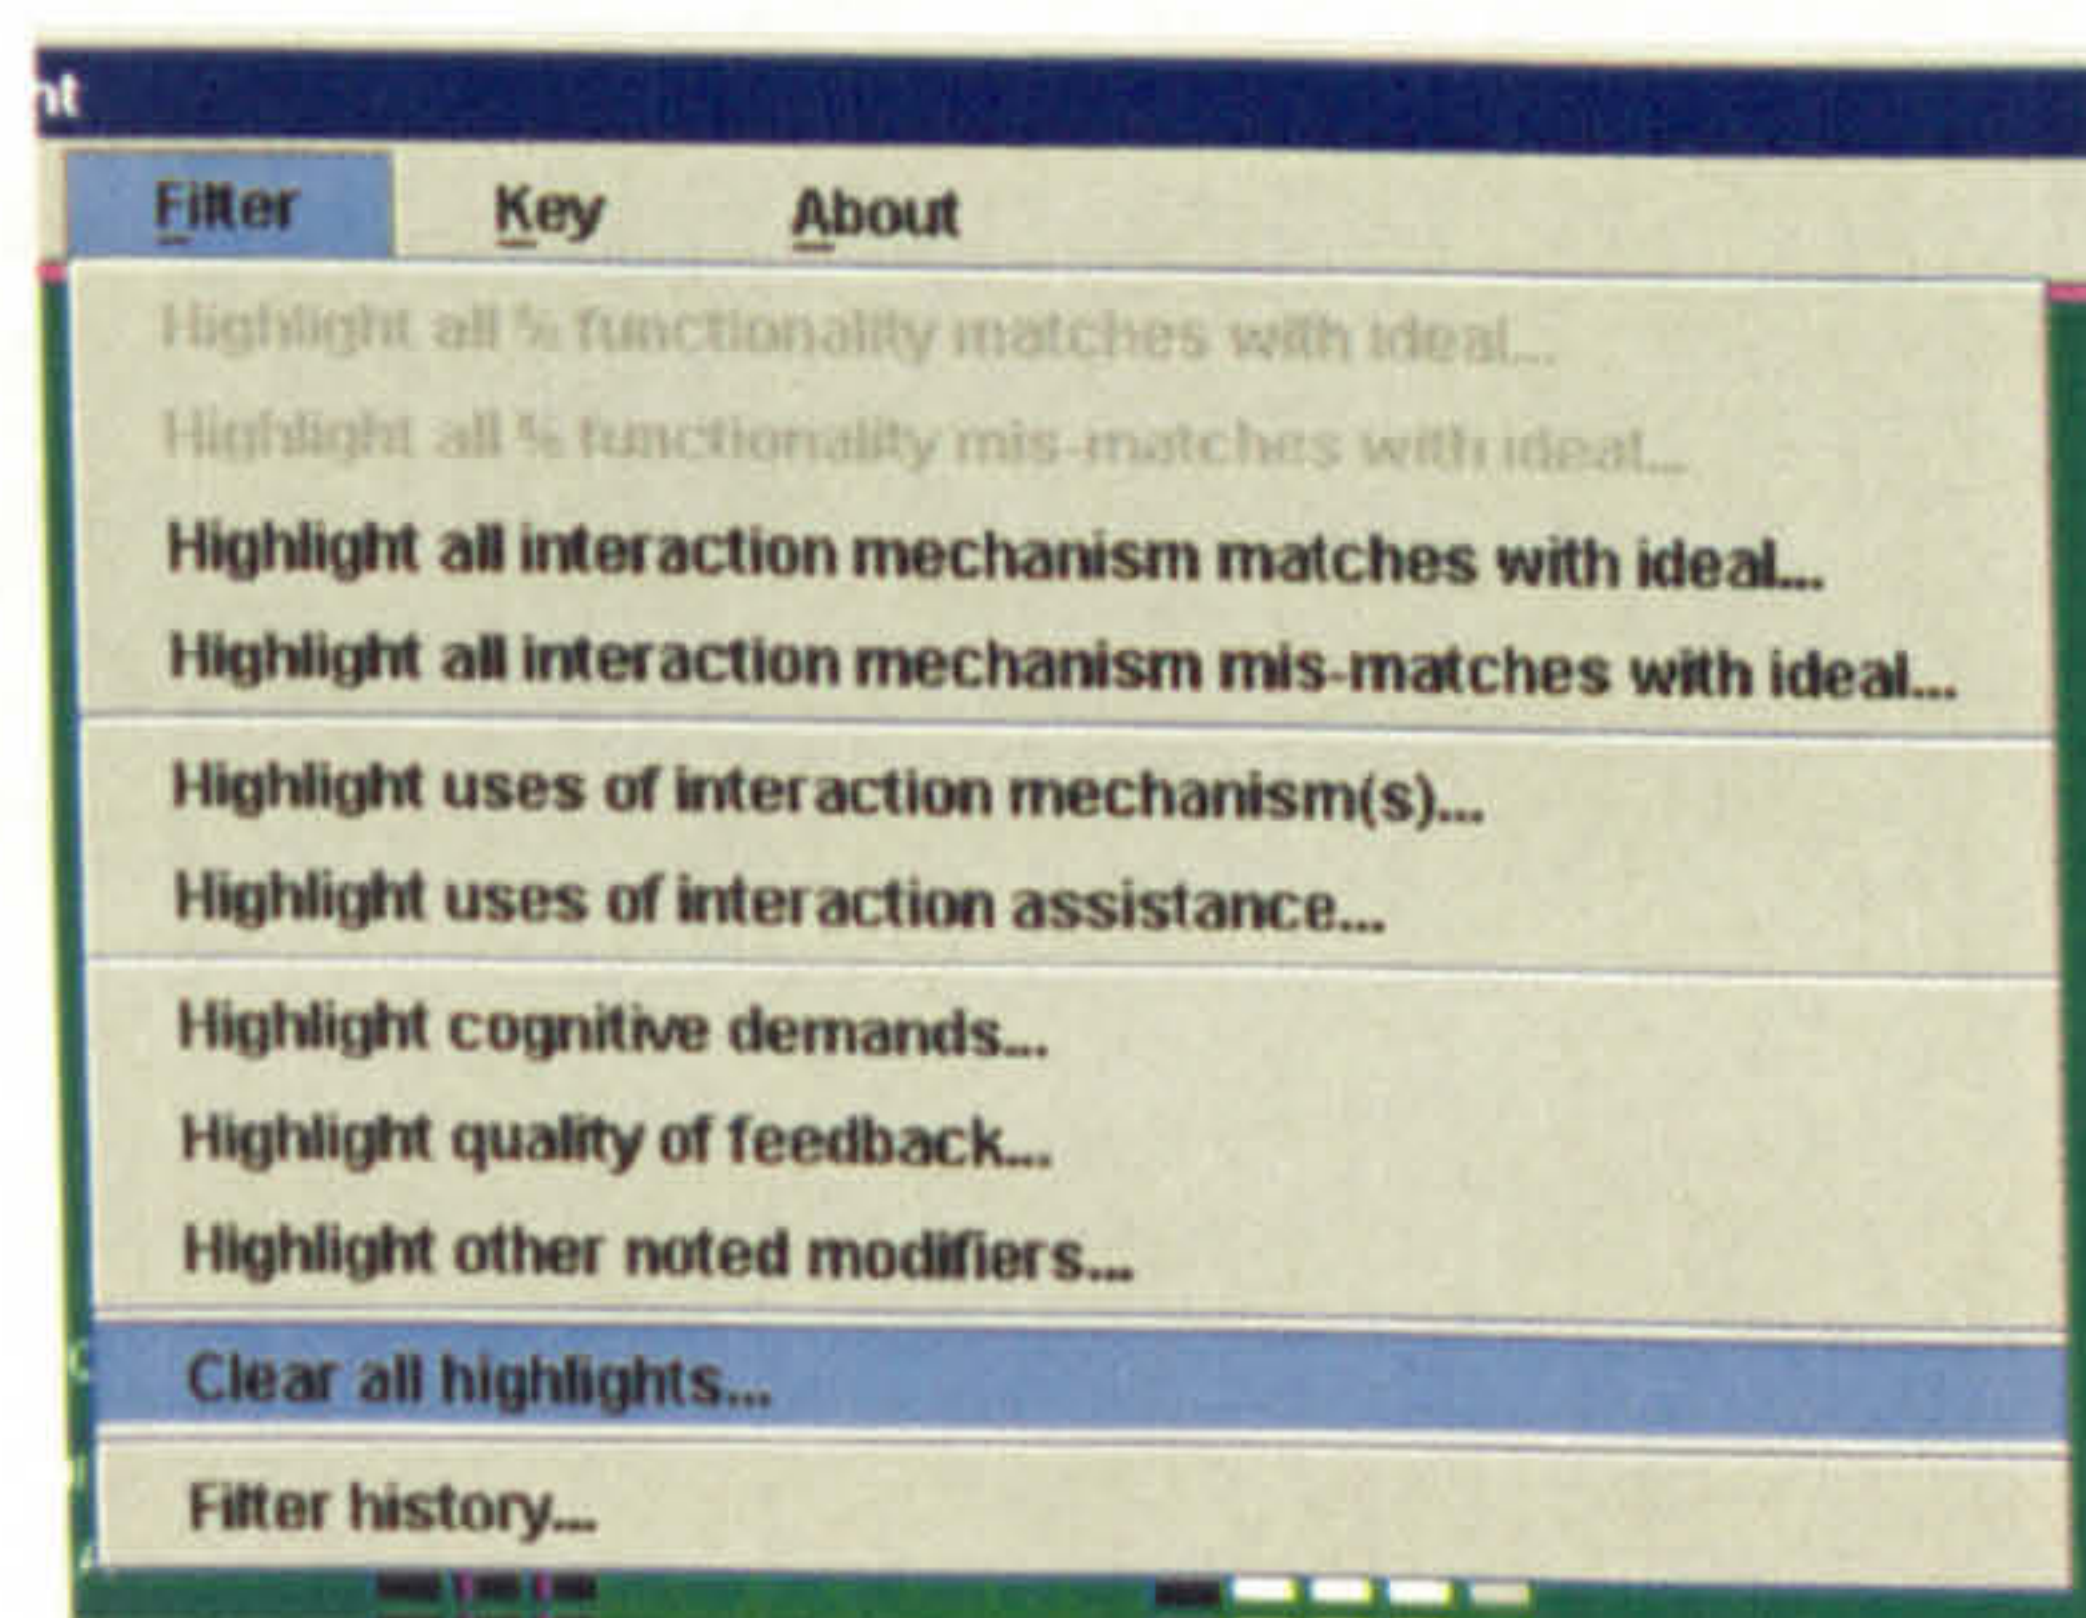 nt
Filter Key About
Highlight all % functionality matches with ideal...
Highlight all % functionality mis-matches with ideal...
Highlight all interaction mechanism matches with ideal...
Highlight all interaction mechanism mis-matches with ideal...
Highlight uses of interaction mechanism(s)...
Highlight uses of interaction assistance...
Highlight cognitive demands...
Highlight quality of feedback...
Highlight other noted modifiers...
Clear all highlights...
Filter history...